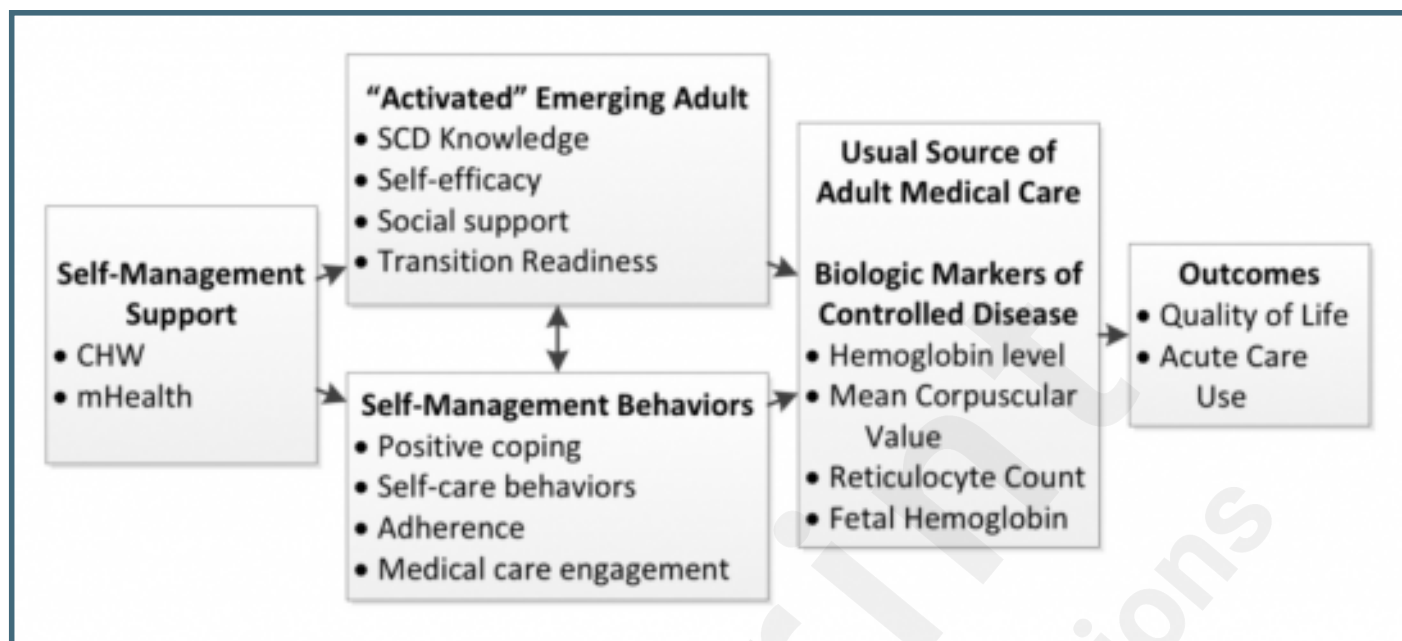 Self-Management
Support
• CHW
• mHealth
“Activated” Emerging Adult
• SCD Knowledge
• Self-efficacy
• Social support
• Transition Readiness
Self-Management Behaviors
• Positive coping
• Self-care behaviors
• Adherence
• Medical care engagement
Usual Source of
Adult Medical Care
Biologic Markers of
Controlled Disease
• Hemoglobin level
• Mean Corpuscular
Value
• Reticulocyte Count
• Fetal Hemoglobin
Outcomes
• Quality of Life
• Acute Care
Use